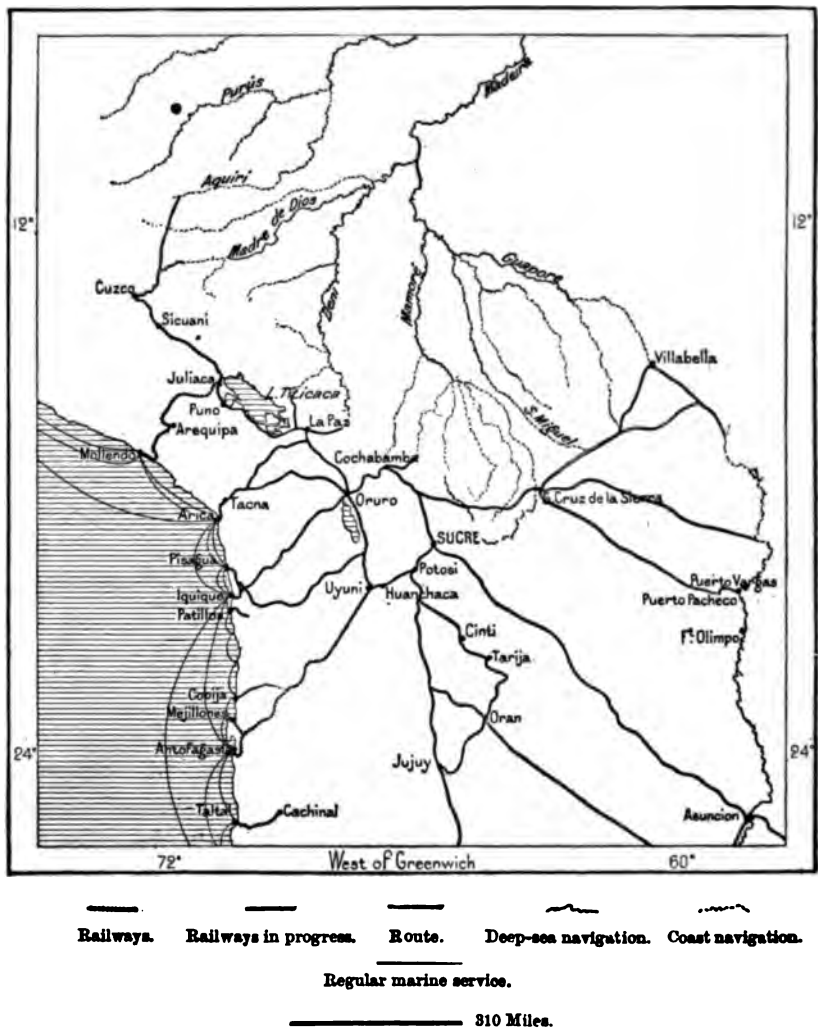 Purús
Madeira
Aquiri
12°
12°
Madre de Dios
Guapore
Cuzco
Beni
Mamoré
Sicuani
Villabella
Juliaca
L. Titicaca
Puno
S. Miguel
Arequipa
La Paz
Mollendo
Cochabamba
Tacna
Oruro
S. Cruz de la Sierra
Arica
SUCRE
Pisagua
Potosi
Puerto Vargas
Iquique
Uyuni
Huanchaca
Puerto Pacheco
Patillos
Cinti
Ft. Olimpo
Tarija
Cobija
Mejillones
Oran
24°
Antofagasta
24°
Jujuy
Taltal
Cachinal
Asuncion
72°
West of Greenwich
60°
Railways. Railways in progress. Route. Deep-sea navigation. Coast navigation.
Regular marine service.
310 Miles.